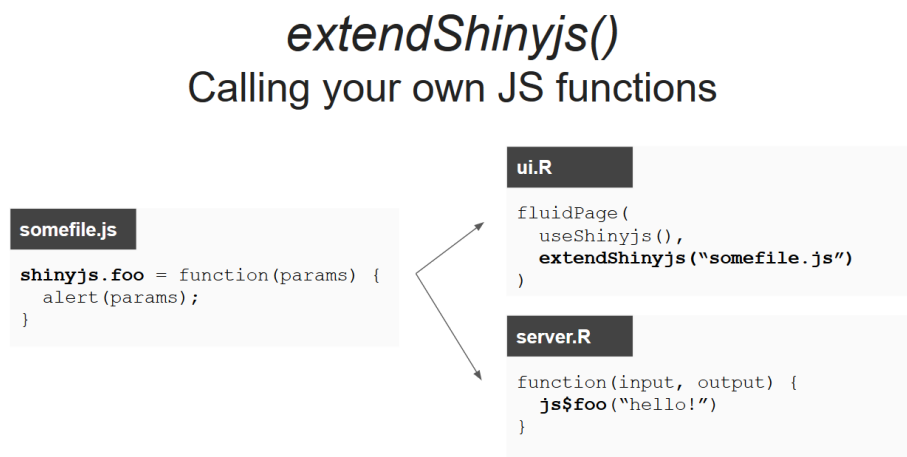 extendShinyjs()
Calling your own JS functions
somefile.js
shinyjs.foo = function(params) {
  alert(params);
}
ui.R
fluidPage(
  useShinyjs(),
  extendShinyjs(“somefile.js”)
)
server.R
function(input, output) {
  js$foo(“hello!”)
}